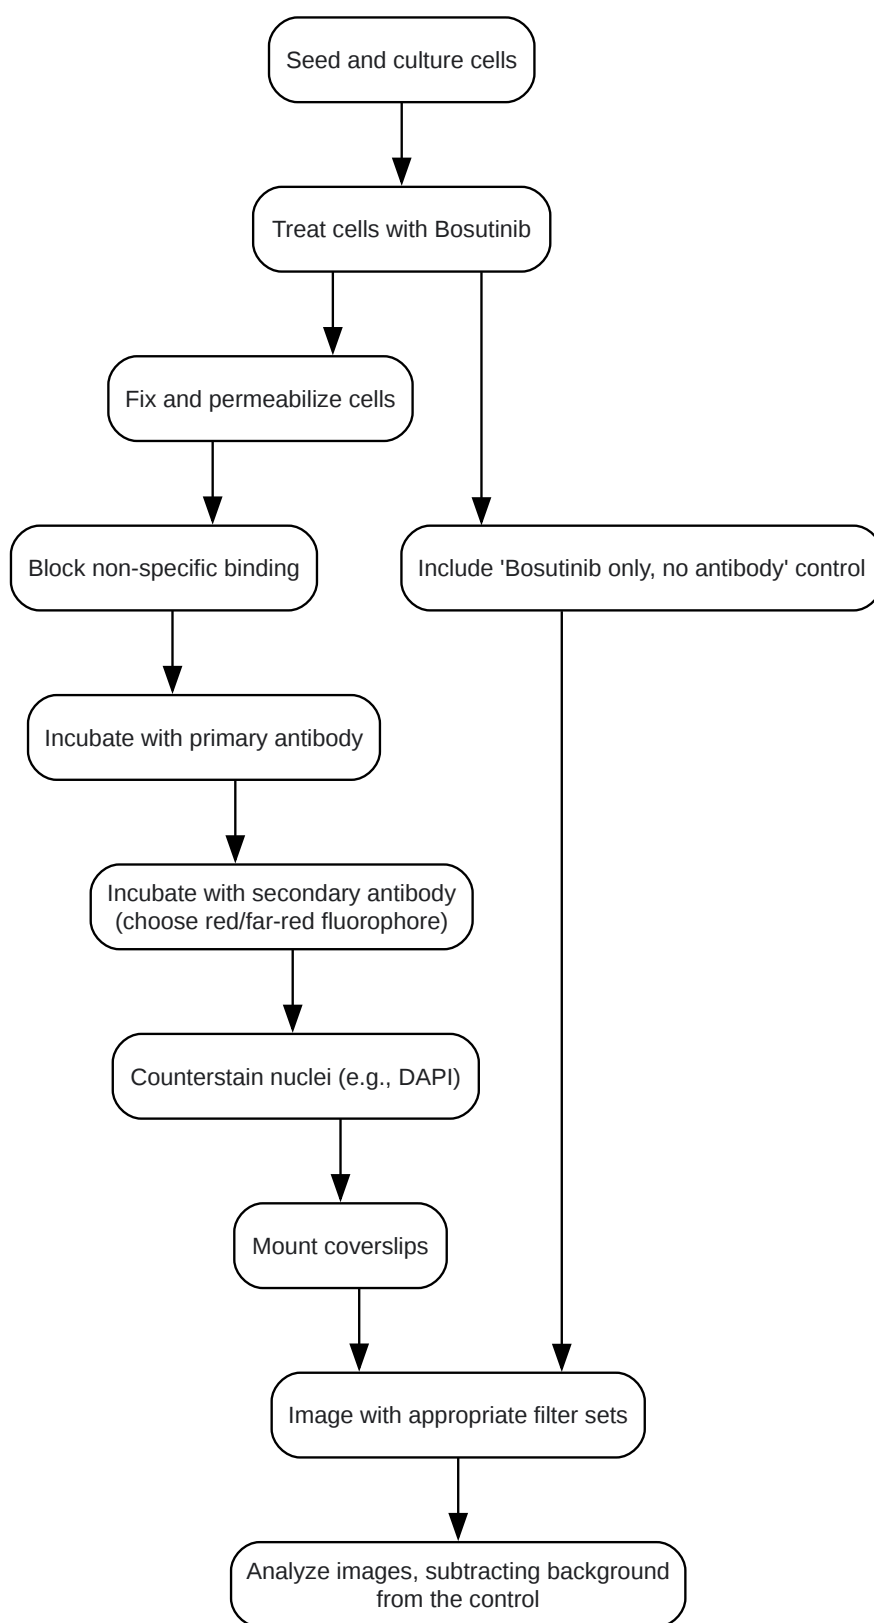 Seed and culture cells
Treat cells with Bosutinib
Fix and permeabilize cells
Block non-specific binding
Include 'Bosutinib only, no antibody' control
Incubate with primary antibody
Incubate with secondary antibody
(choose red/far-red fluorophore)
Counterstain nuclei (e.g., DAPI)
Mount coverslips
Image with appropriate filter sets
Analyze images, subtracting background
from the control